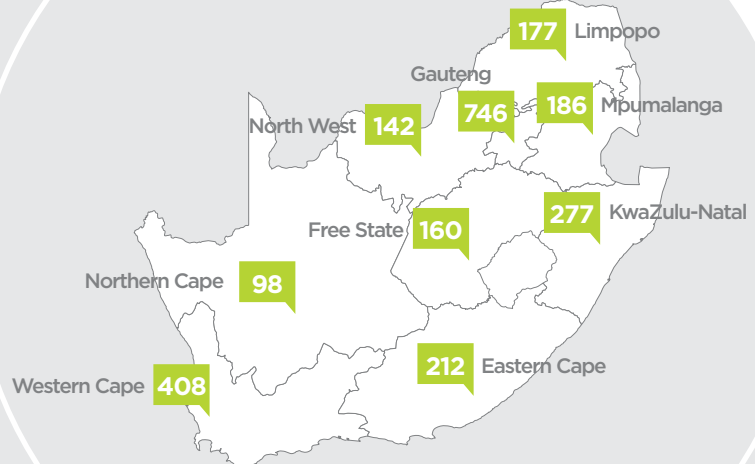 177 Limpopo
Gauteng
746
186 Mpumalanga
North West 142
277 KwaZulu-Natal
Free State 160
Northern Cape 98
212 Eastern Cape
Western Cape 408